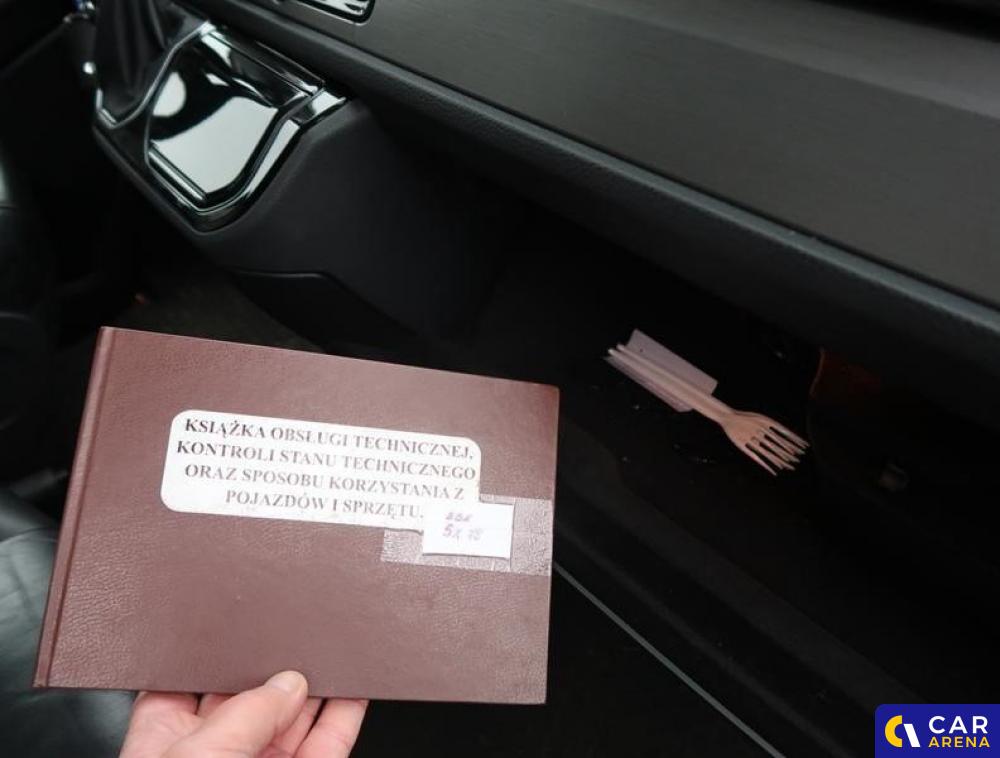 KSIĄŻKA OBSŁUGI TECHNICZNEJ,
KONTROLI STANU TECHNICZNEGO
ORAZ SPOSOBU KORZYSTANIA Z
POJAZDÓW I SPRZĘTU.
CAR
ARENA